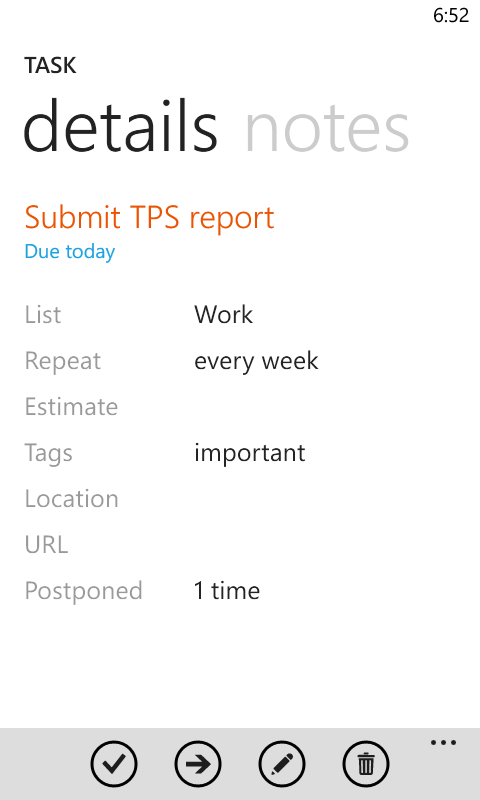 6:52
TASK
details notes
Submit TPS report
Due today
List Work
Repeat every week
Estimate
Tags important
Location
URL
Postponed 1 time